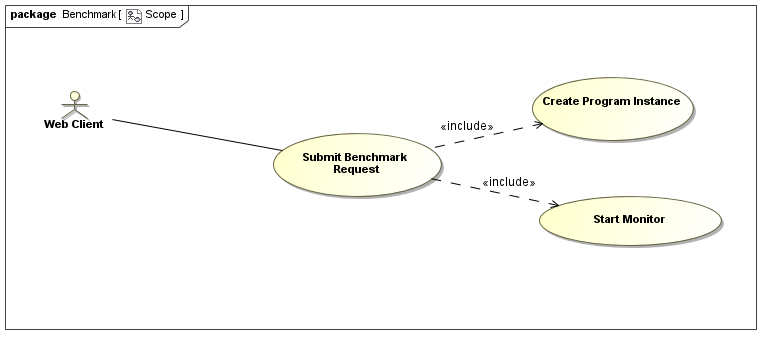 package Benchmark [ Scope ]
Web Client
Submit Benchmark
Request
«include»
Create Program Instance
«include»
Start Monitor